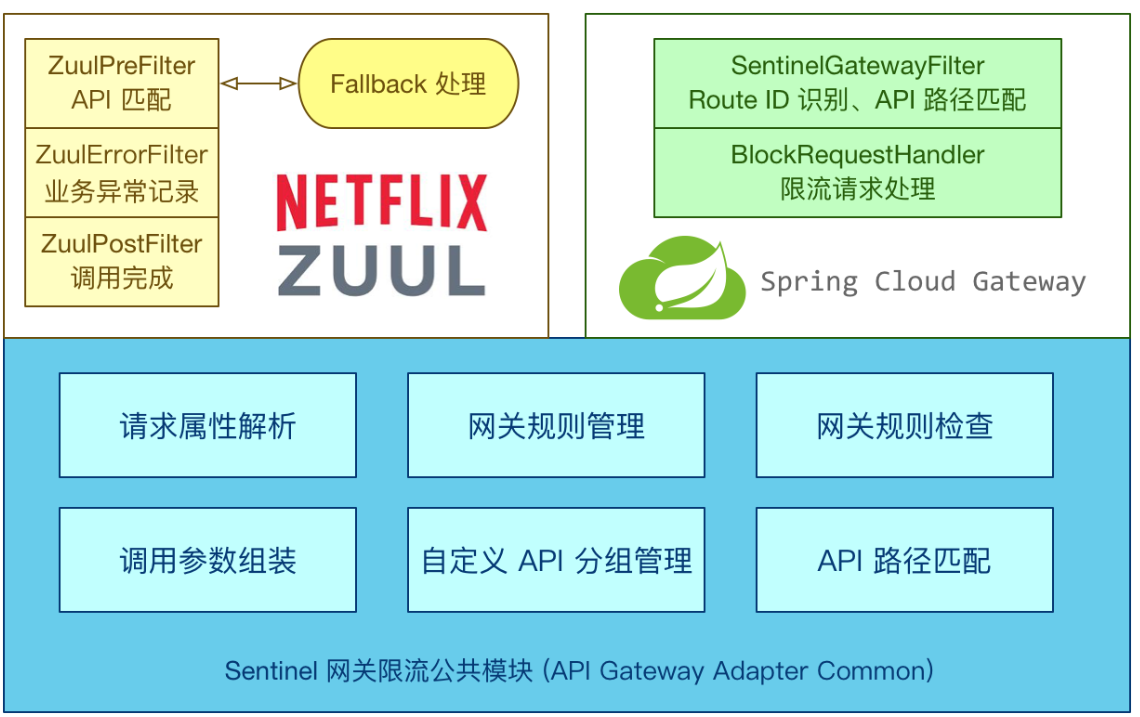 ZuulPreFilter
API 匹配
Fallback 处理
ZuulErrorFilter
业务异常记录
ZuulPostFilter
调用完成
NETFLIX
ZUUL
SentinelGatewayFilter
Route ID 识别、API 路径匹配
BlockRequestHandler
限流请求处理
Spring Cloud Gateway
请求属性解析
网关规则管理
网关规则检查
调用参数组装
自定义 API 分组管理
API 路径匹配
Sentinel 网关限流公共模块 (API Gateway Adapter Common)